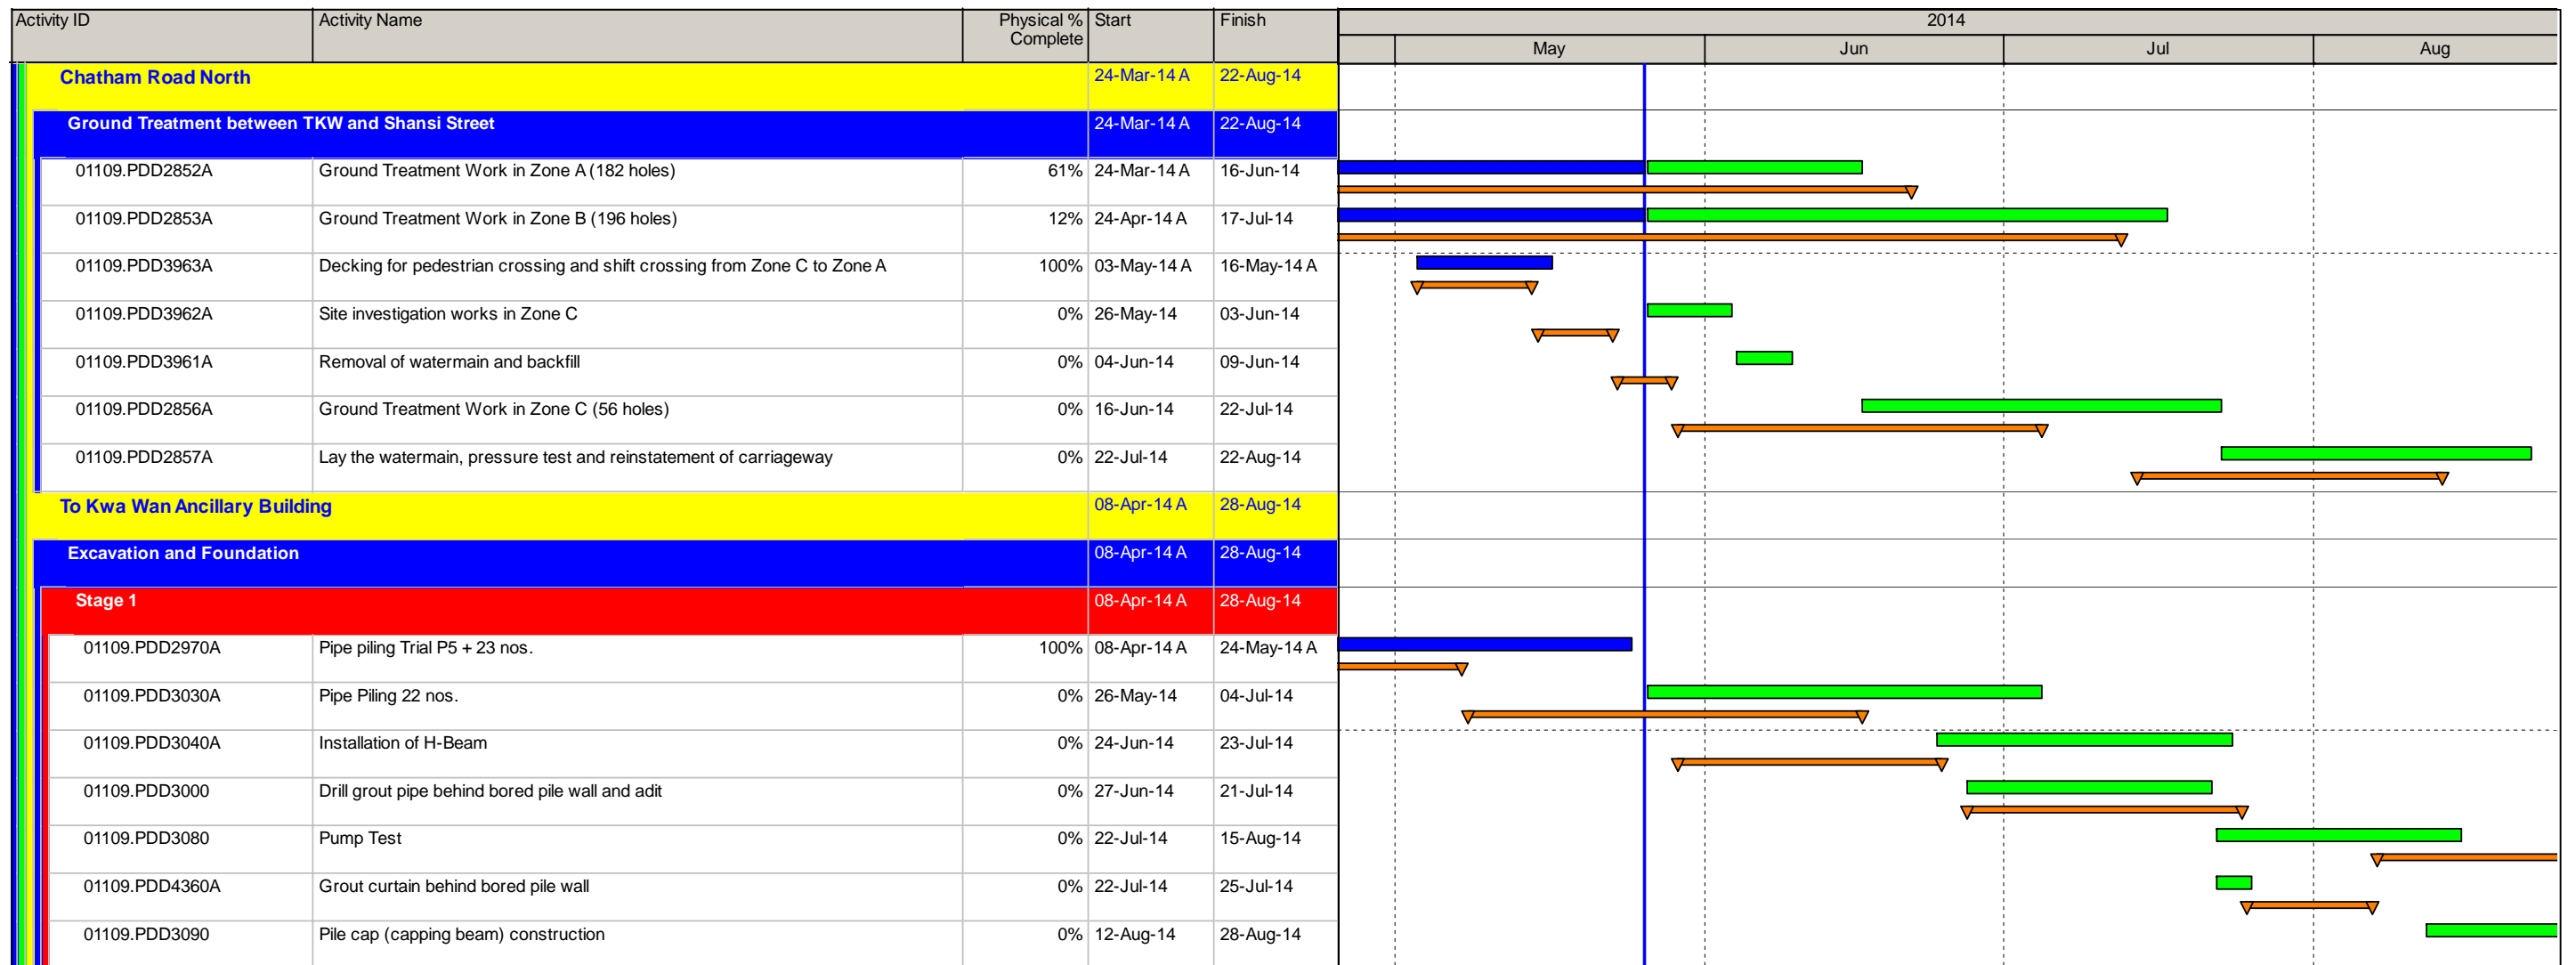 Activity ID Activity Name Physical % Complete Start Finish 2014
May Jun Jul Aug
Chatham Road North 24-Mar-14 A 22-Aug-14
Ground Treatment between TKW and Shansi Street 24-Mar-14 A 22-Aug-14
01109.PDD2852A Ground Treatment Work in Zone A (182 holes) 61% 24-Mar-14 A 16-Jun-14
01109.PDD2853A Ground Treatment Work in Zone B (196 holes) 12% 24-Apr-14 A 17-Jul-14
01109.PDD3963A Decking for pedestrian crossing and shift crossing from Zone C to Zone A 100% 03-May-14 A 16-May-14 A
01109.PDD3962A Site investigation works in Zone C 0% 26-May-14 03-Jun-14
01109.PDD3961A Removal of watermain and backfill 0% 04-Jun-14 09-Jun-14
01109.PDD2856A Ground Treatment Work in Zone C (56 holes) 0% 16-Jun-14 22-Jul-14
01109.PDD2857A Lay the watermain, pressure test and reinstatement of carriageway 0% 22-Jul-14 22-Aug-14
To Kwa Wan Ancillary Building 08-Apr-14 A 28-Aug-14
Excavation and Foundation 08-Apr-14 A 28-Aug-14
Stage 1 08-Apr-14 A 28-Aug-14
01109.PDD2970A Pipe piling Trial P5 + 23 nos. 100% 08-Apr-14 A 24-May-14 A
01109.PDD3030A Pipe Piling 22 nos. 0% 26-May-14 04-Jul-14
01109.PDD3040A Installation of H-Beam 0% 24-Jun-14 23-Jul-14
01109.PDD3000 Drill grout pipe behind bored pile wall and adit 0% 27-Jun-14 21-Jul-14
01109.PDD3080 Pump Test 0% 22-Jul-14 15-Aug-14
01109.PDD4360A Grout curtain behind bored pile wall 0% 22-Jul-14 25-Jul-14
01109.PDD3090 Pile cap (capping beam) construction 0% 12-Aug-14 28-Aug-14